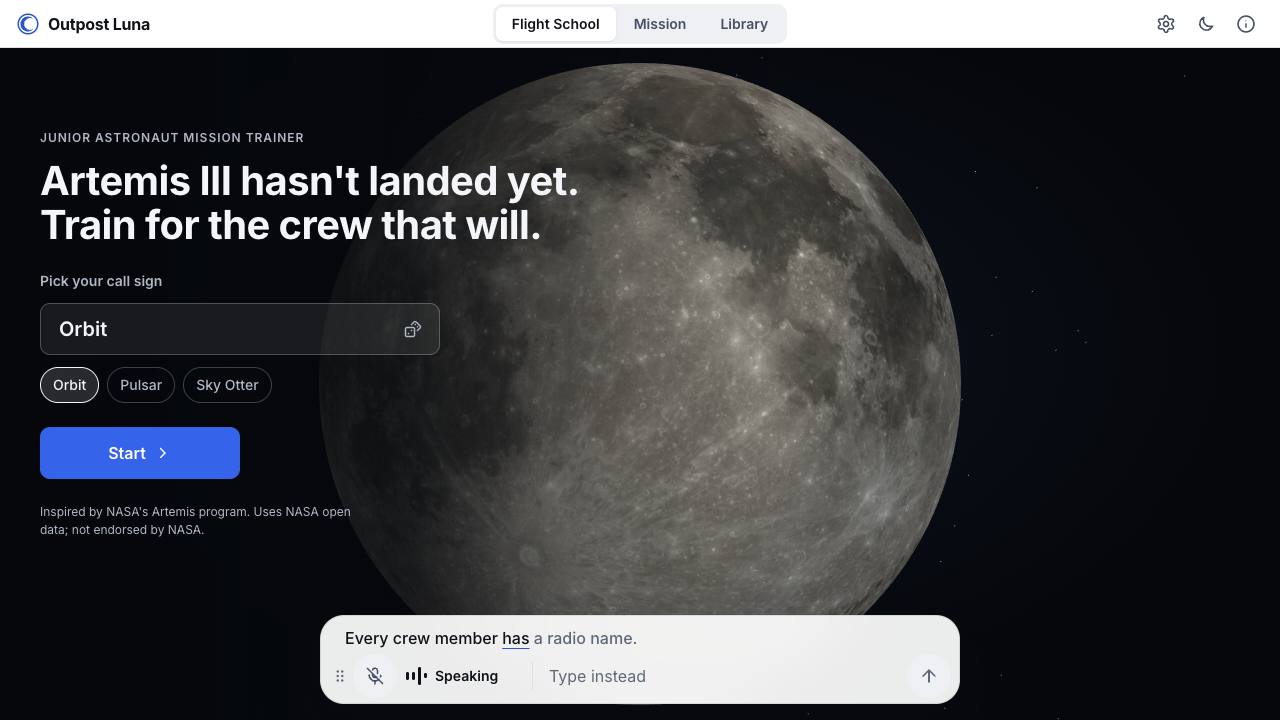 Outpost Luna
Flight School
Mission
Library
JUNIOR ASTRONAUT MISSION TRAINER
Artemis III hasn't landed yet.
Train for the crew that will.
Pick your call sign
Orbit
Orbit
Pulsar
Sky Otter
Start
Inspired by NASA's Artemis program. Uses NASA open
data; not endorsed by NASA.
Every crew member has a radio name.
Speaking
Type instead